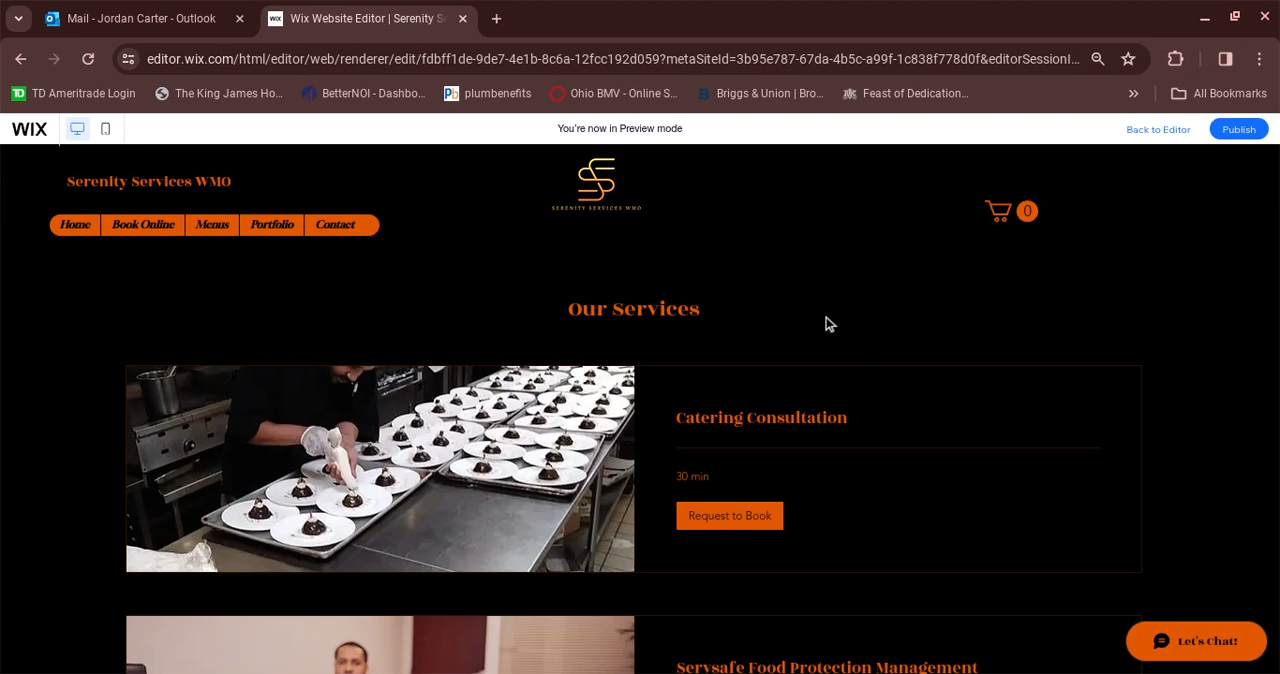 Mail - Jordan Carter - Outlook
WIX Wix Website Editor | Serenity Se
editor.wix.com/html/editor/web/renderer/edit/fdbff1de-9de7-4e1b-8c6a-12fcc192d059?metaSiteId=3b95e787-67da-4b5c-a99f-1c838f778d0f&editorSessionI...
TD Ameritrade Login The King James Ho... BetterNOI - Dashbo... plumbenefits Ohio BMV - Online S... Briggs & Union | Bro... Feast of Dedication... » All Bookmarks
WIX You're now in Preview mode Back to Editor Publish
Serenity Services WMO
SERENITY SERVICES WMO
0
Home Book Online Menus Portfolio Contact
Our Services
Catering Consultation
30 min
Request to Book
Let's Chat!
Servsafe Food Protection Management